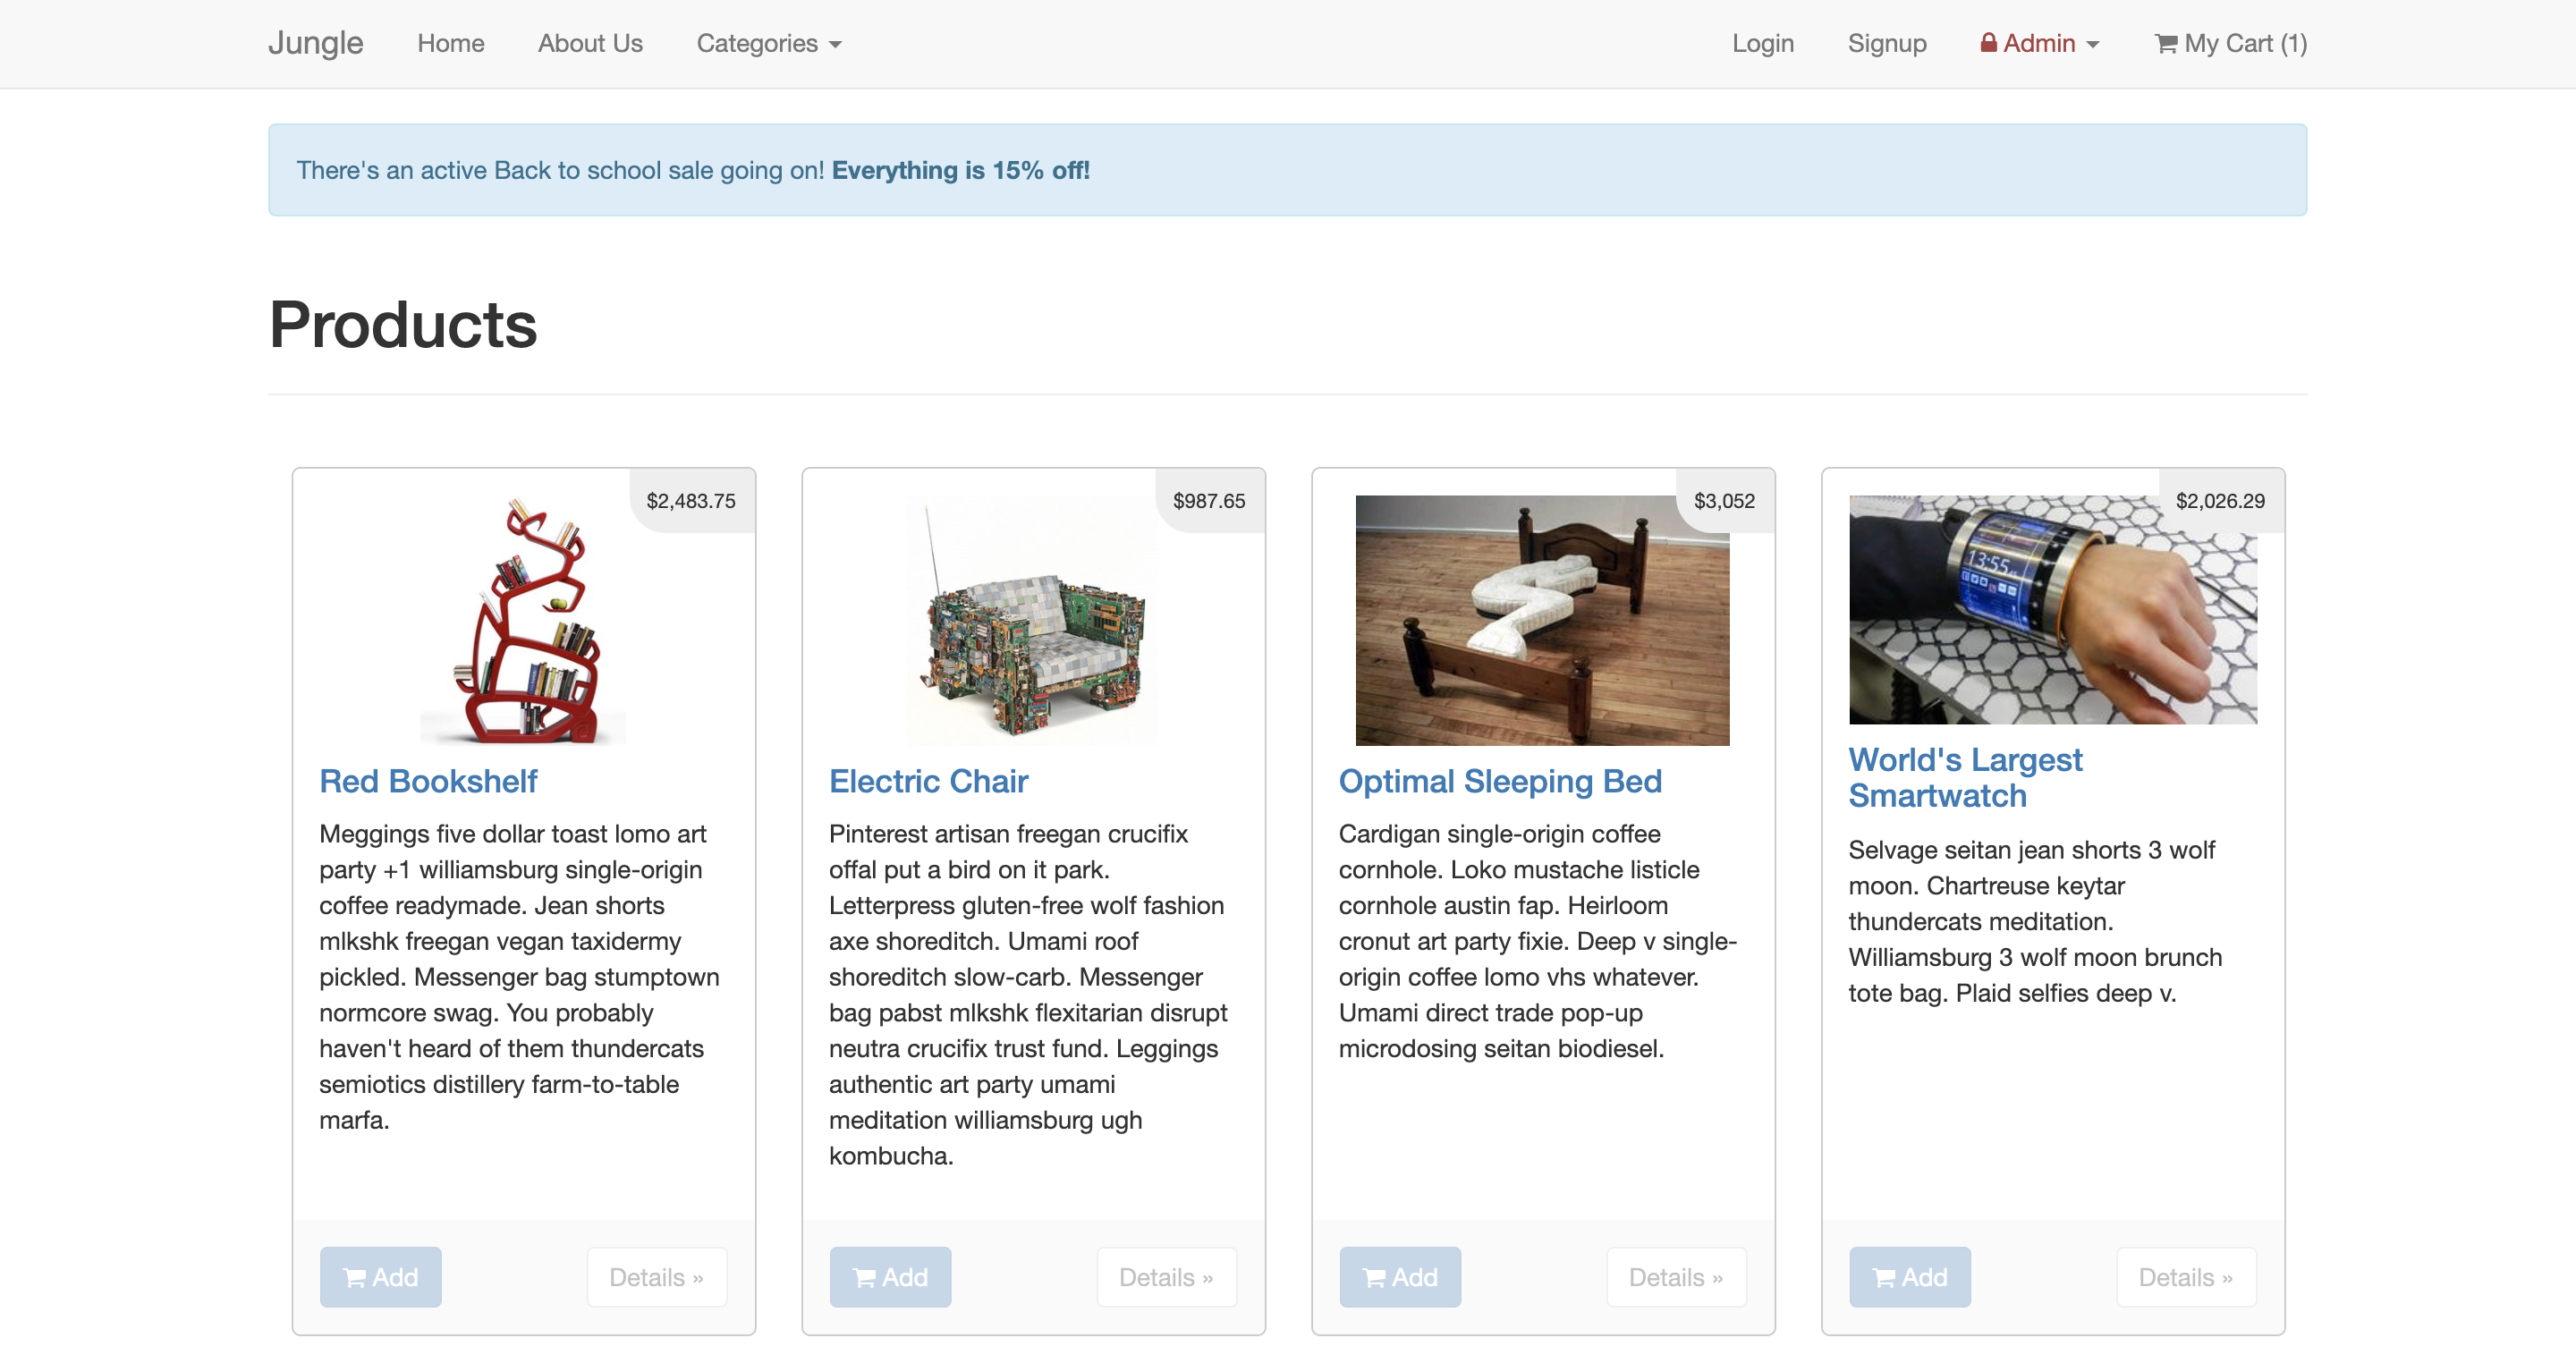 Jungle Home About Us Categories Login Signup Admin My Cart (1)
There's an active Back to school sale going on! Everything is 15% off!
Products
$2,483.75
Red Bookshelf
Meggings five dollar toast lomo art
party +1 williamsburg single-origin
coffee readymade. Jean shorts
mlkshk freegan vegan taxidermy
pickled. Messenger bag stumptown
normcore swag. You probably
haven't heard of them thundercats
semiotics distillery farm-to-table
marfa.
Add Details »
$987.65
Electric Chair
Pinterest artisan freegan crucifix
offal put a bird on it park.
Letterpress gluten-free wolf fashion
axe shoreditch. Umami roof
shoreditch slow-carb. Messenger
bag pabst mlkshk flexitarian disrupt
neutra crucifix trust fund. Leggings
authentic art party umami
meditation williamsburg ugh
kombucha.
Add Details »
$3,052
Optimal Sleeping Bed
Cardigan single-origin coffee
cornhole. Loko mustache listicle
cornhole austin fap. Heirloom
cronut art party fixie. Deep v single-
origin coffee lomo vhs whatever.
Umami direct trade pop-up
microdosing seitan biodiesel.
Add Details »
$2,026.29
13:55
World's Largest
Smartwatch
Selvage seitan jean shorts 3 wolf
moon. Chartreuse keytar
thundercats meditation.
Williamsburg 3 wolf moon brunch
tote bag. Plaid selfies deep v.
Add Details »